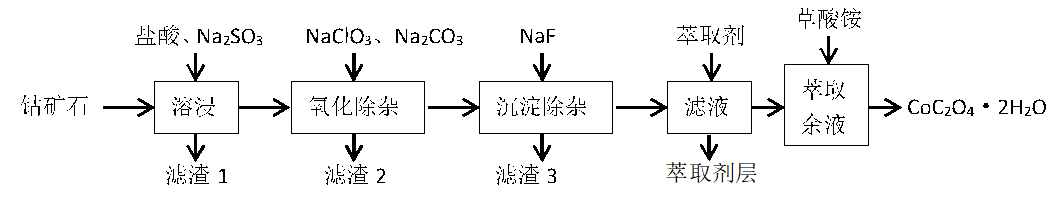 盐酸、Na₂SO₃
NaClO₃、Na₂CO₃
NaF
萃取剂
草酸铵
钴矿石
溶浸
氧化除杂
沉淀除杂
滤液
萃取
余液
CoC₂O₄•2H₂O
滤渣1
滤渣2
滤渣3
萃取剂层